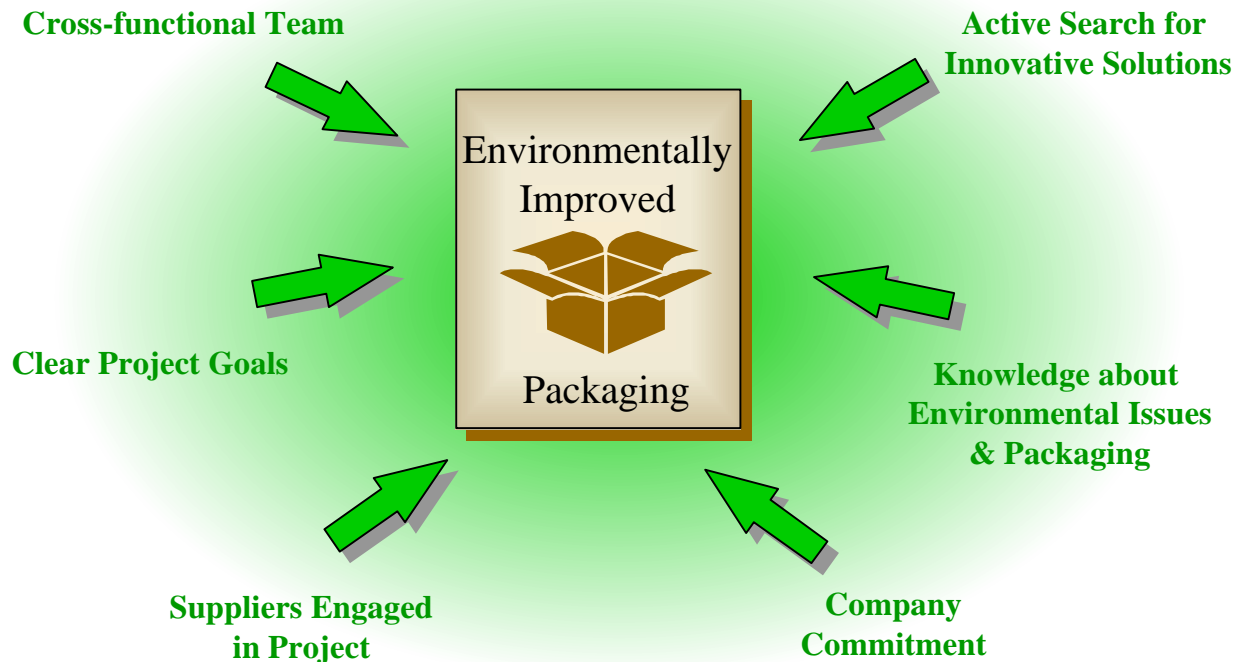 Cross-functional Team
Active Search for
Innovative Solutions
Environmentally
Improved
Packaging
Clear Project Goals
Knowledge about
Environmental Issues
& Packaging
Suppliers Engaged
in Project
Company
Commitment